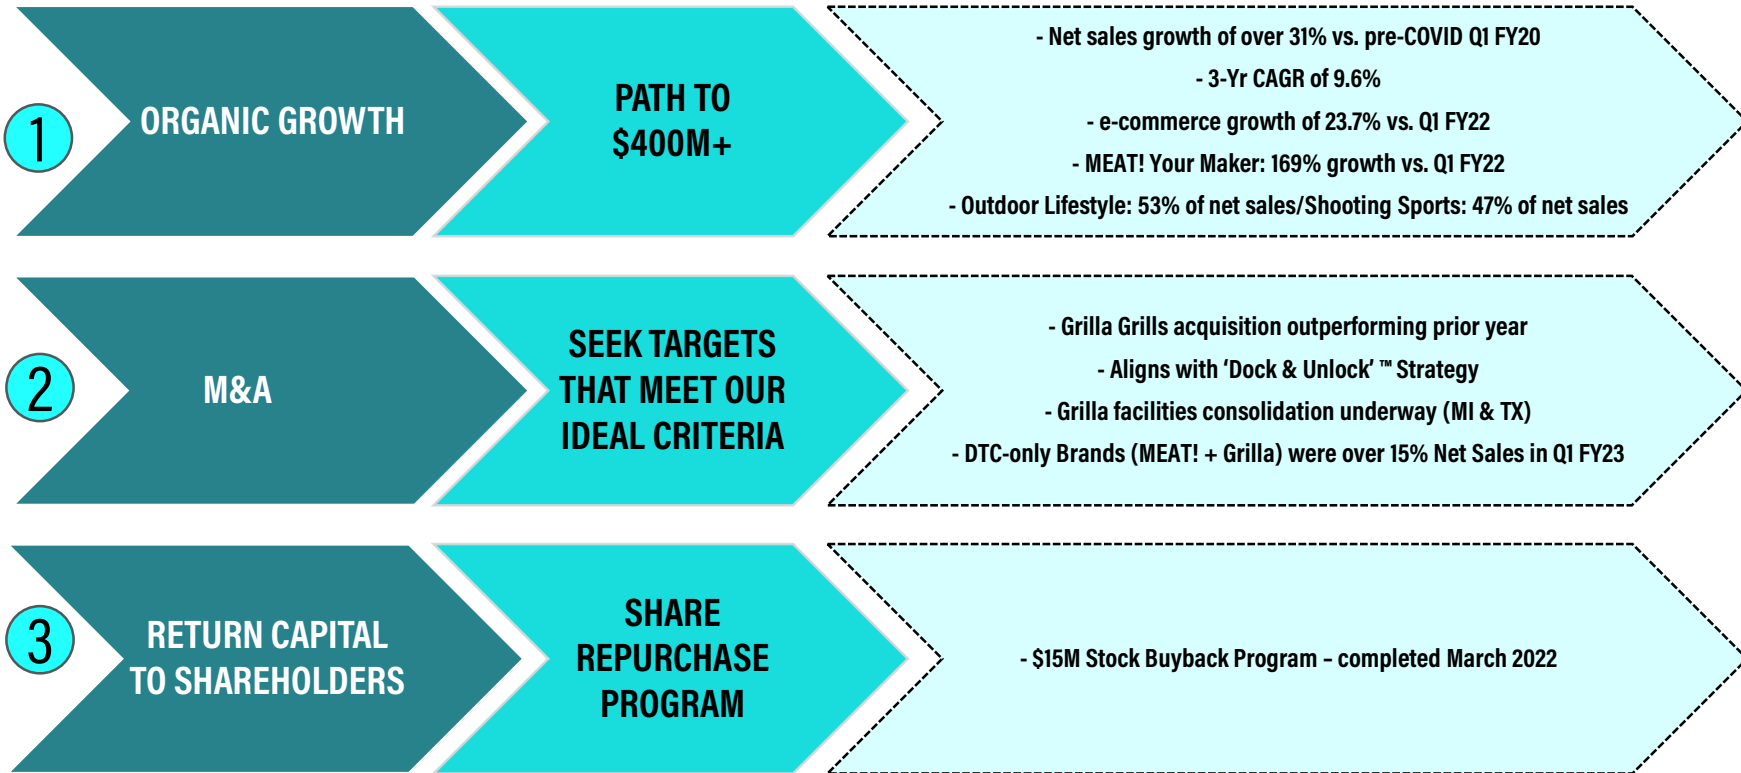 1
ORGANIC GROWTH
PATH TO
$400M+
- Net sales growth of over 31% vs. pre-COVID Q1 FY20
- 3-Yr CAGR of 9.6%
- e-commerce growth of 23.7% vs. Q1 FY22
- MEAT! Your Maker: 169% growth vs. Q1 FY22
- Outdoor Lifestyle: 53% of net sales/Shooting Sports: 47% of net sales
2
M&A
SEEK TARGETS
THAT MEET OUR
IDEAL CRITERIA
- Grilla Grills acquisition outperforming prior year
- Aligns with ‘Dock & Unlock’ ™ Strategy
- Grilla facilities consolidation underway (MI & TX)
- DTC-only Brands (MEAT! + Grilla) were over 15% Net Sales in Q1 FY23
3
RETURN CAPITAL
TO SHAREHOLDERS
SHARE
REPURCHASE
PROGRAM
- $15M Stock Buyback Program – completed March 2022